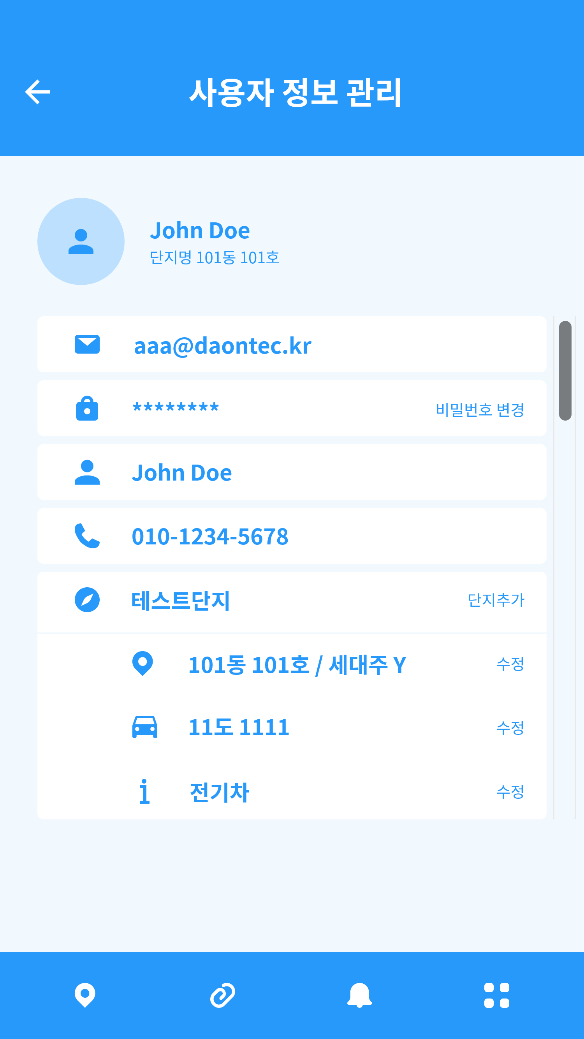 사용자 정보 관리
John Doe
단지명 101동 101호
aaa@daontec.kr
******** 비밀번호 변경
John Doe
010-1234-5678
테스트단지 단지추가
101동 101호 / 세대주 Y 수정
11도 1111 수정
전기차 수정